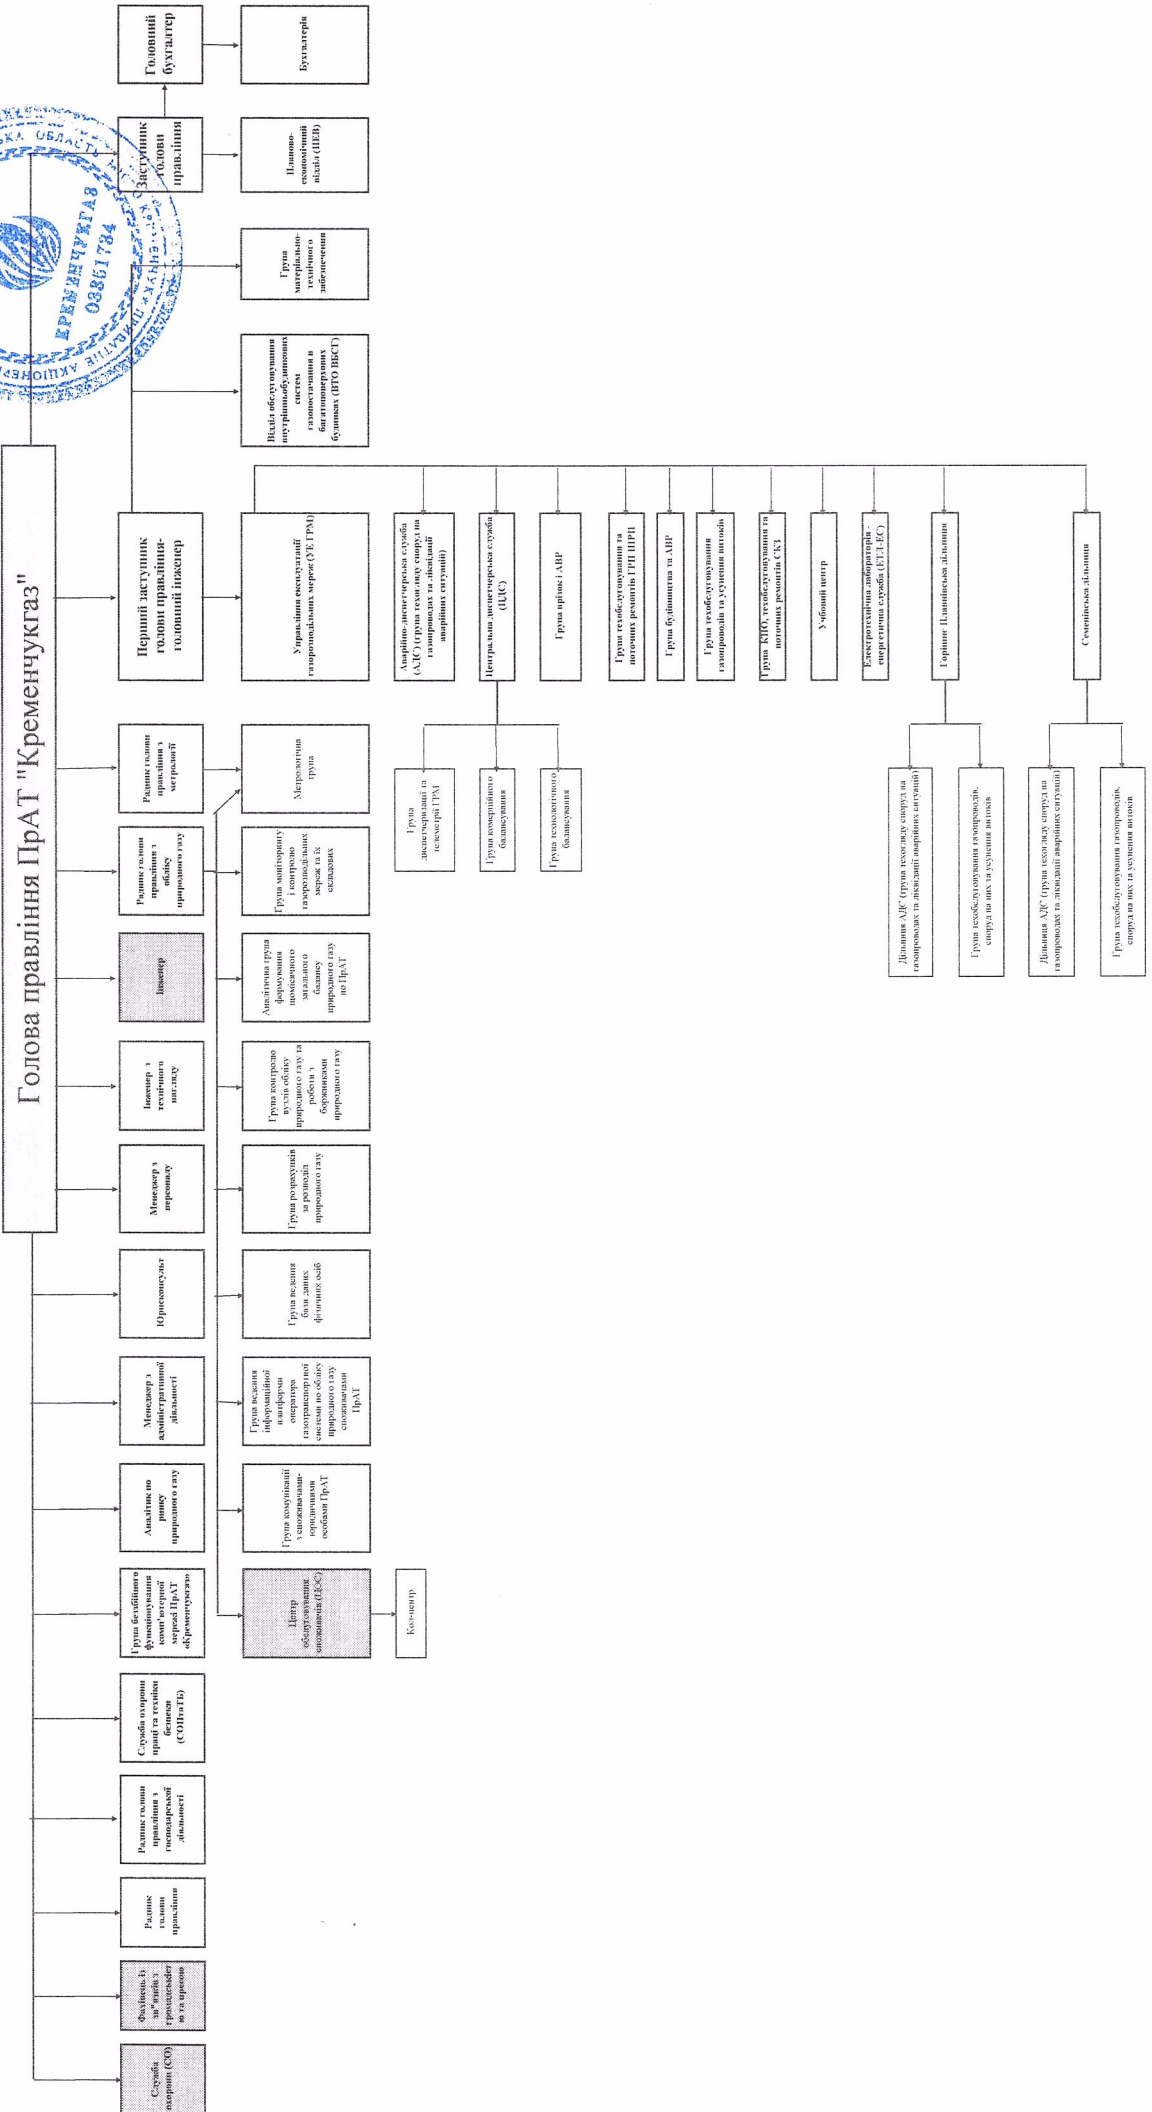 Голова правління ПрАТ "Кременчукгаз"
КРЕМЕНЧУКГАЗ
03351734
Служба
охорони (СО)
Фахівець із
зв"язків з
громадськіст
ю та пресою
Радник
голови
правління
Радник голови
правління з
господарської
діяльності
Служба охорони
праці та техніки
безпеки
(СОПтаТБ)
Група безбійного
функціонування
комп'ютерної
мережі ПрАТ
«Кременчукгаз»
Аналітик по
ринку
природного газу
Менеджер з
адміністративної
діяльності
Юрисконсульт
Менеджер з
персоналу
Інженер з
технічного
нагляду
Інженер
Радник голови
правління з
обліку
природного газу
Радник голови
правління з
метрології
Перший заступник
голови правління-
головний інженер
Заступник
голови
правління
Головний
бухгалтер
Центр
обслуговування
споживачів (ЦОС)
Група комунікації
з споживачами-
юридичними
особами ПрАТ
Група ведення
інформаційної
платформи
оператора
газотранспортної
системи по обліку
природного газу
споживачами
ПрАТ
Група ведення
бази даних
фізичних осіб
Група розрахунків
за розподіл
природного газу
Група контролю
вузлів обліку
природного газу та
роботи з
боржниками
природного газу
Аналітична група
формування
щомісячного
загального
балансу
природного газу
по ПрАТ
Група моніторингу
і контролю
газорозподільних
мереж та їх
складових
Метрологічна
група
Управління експлуатації
газорозподільних мереж (УЕ ГРМ)
Відділ обслуговування
внутрішньобудинкових
систем
газопостачання в
багатоповерхових
будинках (ВТО ВБСГ)
Група
матеріально-
технічного
забезпечення
Планово-
економічний
відділ (ПЕВ)
Бухгалтерія
Кол-центр
Аварійно-диспетчерська служба
(АДС) (група техогляду споруд на
газопроводах та ліквідації
аварійних ситуацій)
Центральна диспетчерська служба
(ЦДС)
Група врізок і АВР
Група техобслуговування та
поточних ремонтів ГРП ШРП
Група будівництва та АВР
Група техобслуговування
газопроводів та усунення витоків
Група КПО, техобслуговування та
поточних ремонтів СКЗ
Учбовий центр
Електротехнічна лабораторія -
енергетична служба (ЕТЛ-ЕС)
Горішне Плавнівська дільниця
Семенівська дільниця
Група
диспетчеризації та
телеметрії ГРМ
Група комерційного
балансування
Група технологічного
балансування
Дільниця АДС (група техогляду споруд на
газопроводах та ліквідації аварійних ситуацій)
Група техобслуговування газопроводів,
споруд на них та усунення витоків
Дільниця АДС (група техогляду споруд на
газопроводах та ліквідації аварійних ситуацій)
Група техобслуговування газопроводів,
споруд на них та усунення витоків